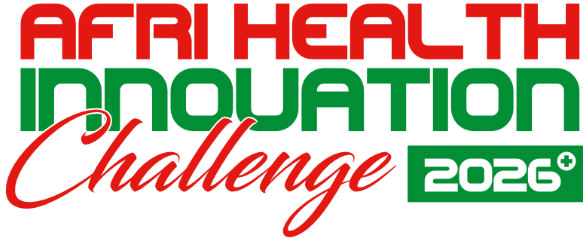 AFRI HEALTH
INNOVATION
Challenge
2026+